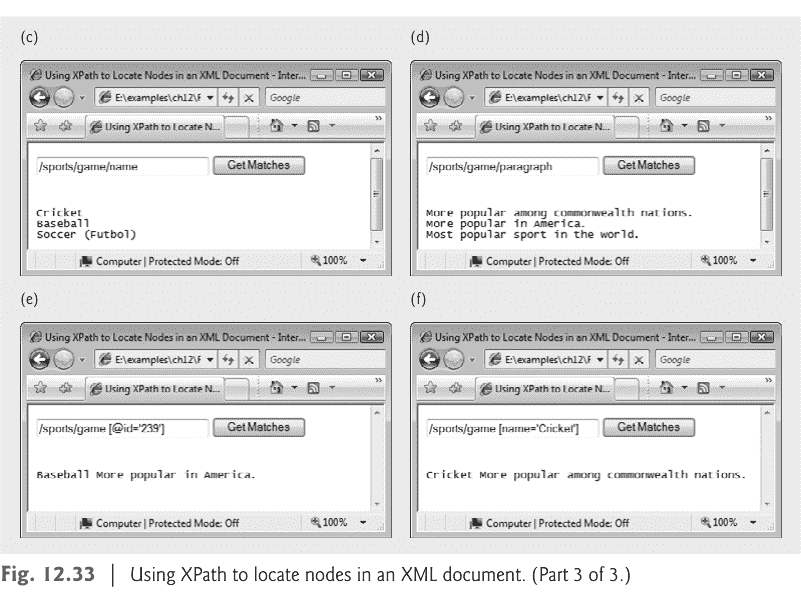 (c)
Using XPath to Locate Nodes in an XML Document - Inter...
E:\examples\ch12\F
Google
Using XPath to Locate N...
/sports/game/name
Get Matches
Cricket
Baseball
Soccer (Futbol)
Computer | Protected Mode: Off
100%
(d)
Using XPath to Locate Nodes in an XML Document - Inter...
E:\examples\ch12\F
Google
Using XPath to Locate N...
/sports/game/paragraph
Get Matches
More popular among commonwealth nations.
More popular in America.
Most popular sport in the world.
Computer | Protected Mode: Off
100%
(e)
Using XPath to Locate Nodes in an XML Document - Inter...
E:\examples\ch12\F
Google
Using XPath to Locate N...
/sports/game [@id='239']
Get Matches
Baseball More popular in America.
Computer | Protected Mode: Off
100%
(f)
Using XPath to Locate Nodes in an XML Document - Inter...
E:\examples\ch12\F
Google
Using XPath to Locate N...
/sports/game [name='Cricket']
Get Matches
Cricket More popular among commonwealth nations.
Computer | Protected Mode: Off
100%
Fig. 12.33 | Using XPath to locate nodes in an XML document. (Part 3 of 3.)